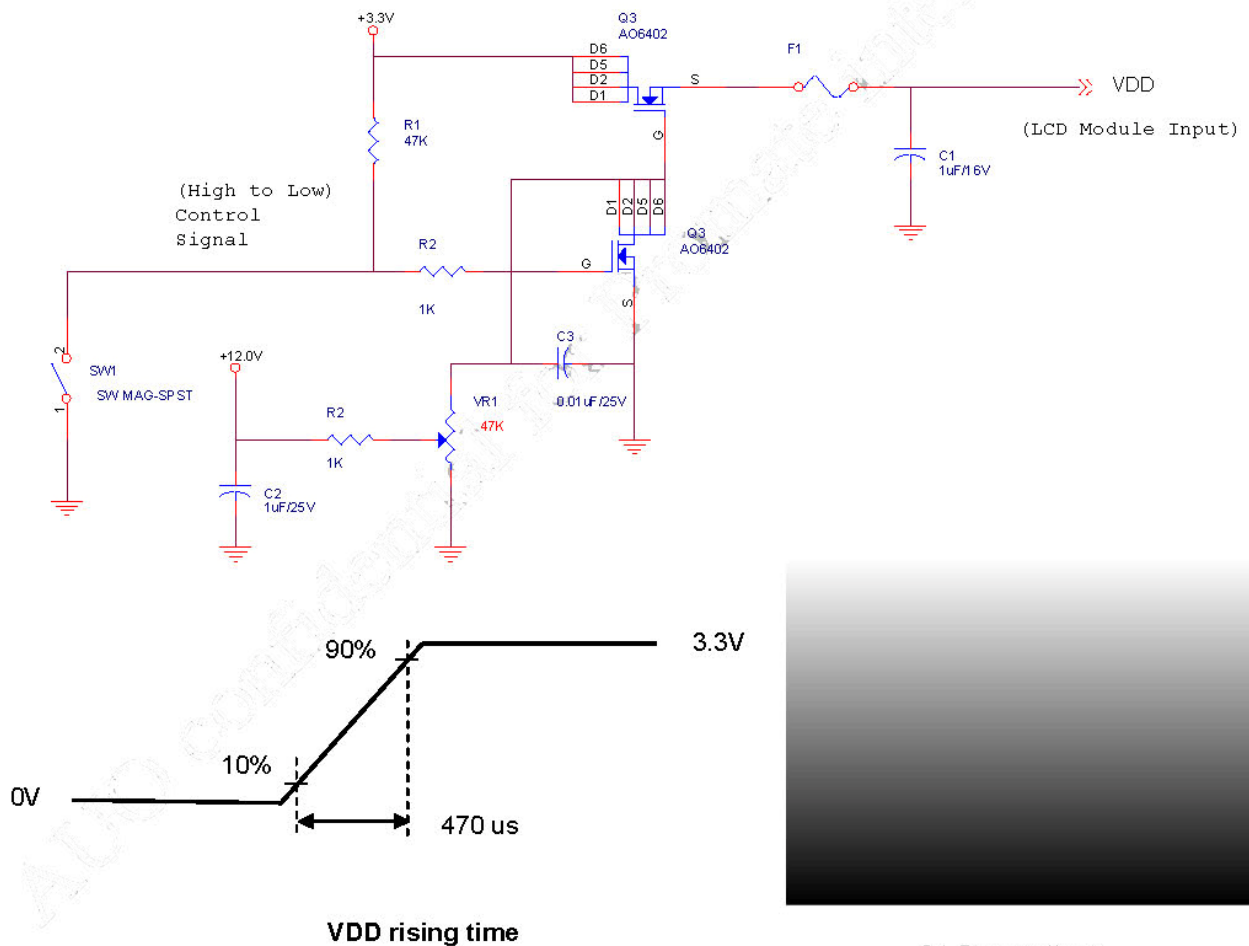 +3.3V
Q3
AO6402
D6
D5
D2
D1
S
G
F1
VDD
(LCD Module Input)
R1
47K
C1
1uF/16V
(High to Low)
Control
Signal
D1
D2
D5
D6
Q3
AO6402
R2
G
1K
S
2
SW1
SW MAG-SPST
1
+12.0V
C3
0.01uF/25V
R2
VR1
47K
1K
C2
1uF/25V
90%
3.3V
10%
0V
470 us
VDD rising time
AUO confidential for